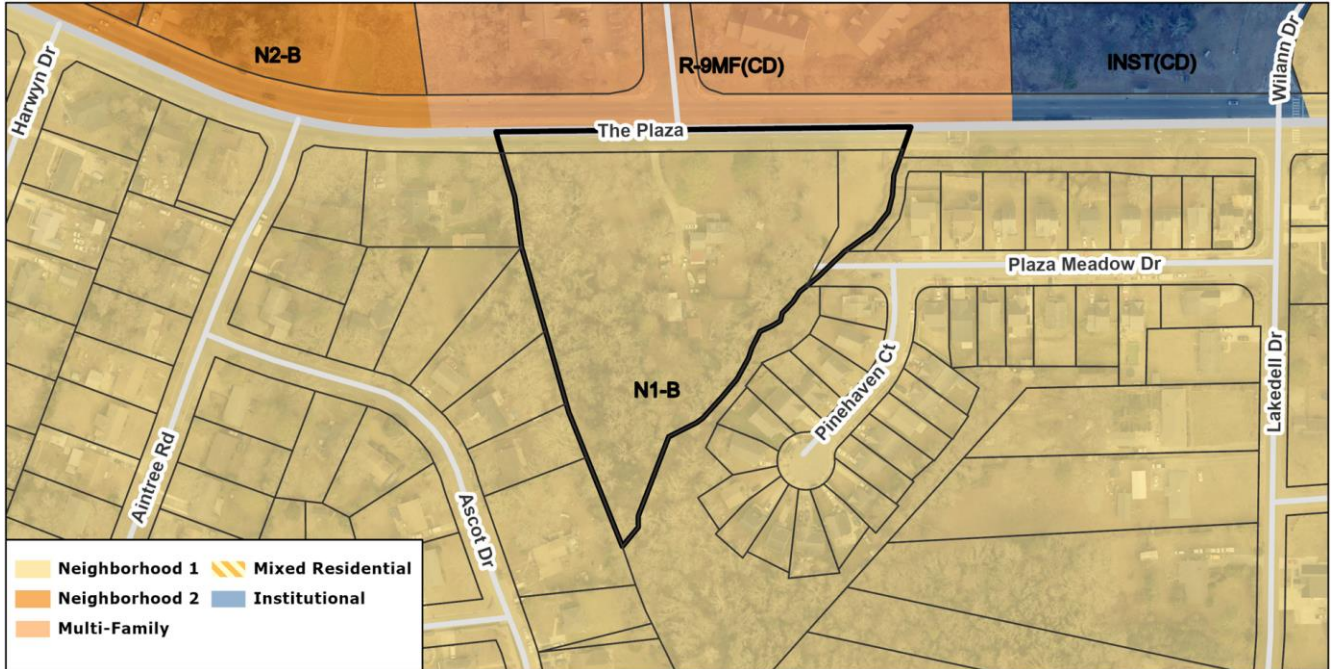 N2-B
R-9MF(CD)
INST(CD)
Wilann Dr
Harwyn Dr
The Plaza
Plaza Meadow Dr
N1-B
Pinehaven Ct
Lakedell Dr
Aintree Rd
Ascot Dr
Neighborhood 1
Mixed Residential
Neighborhood 2
Institutional
Multi-Family